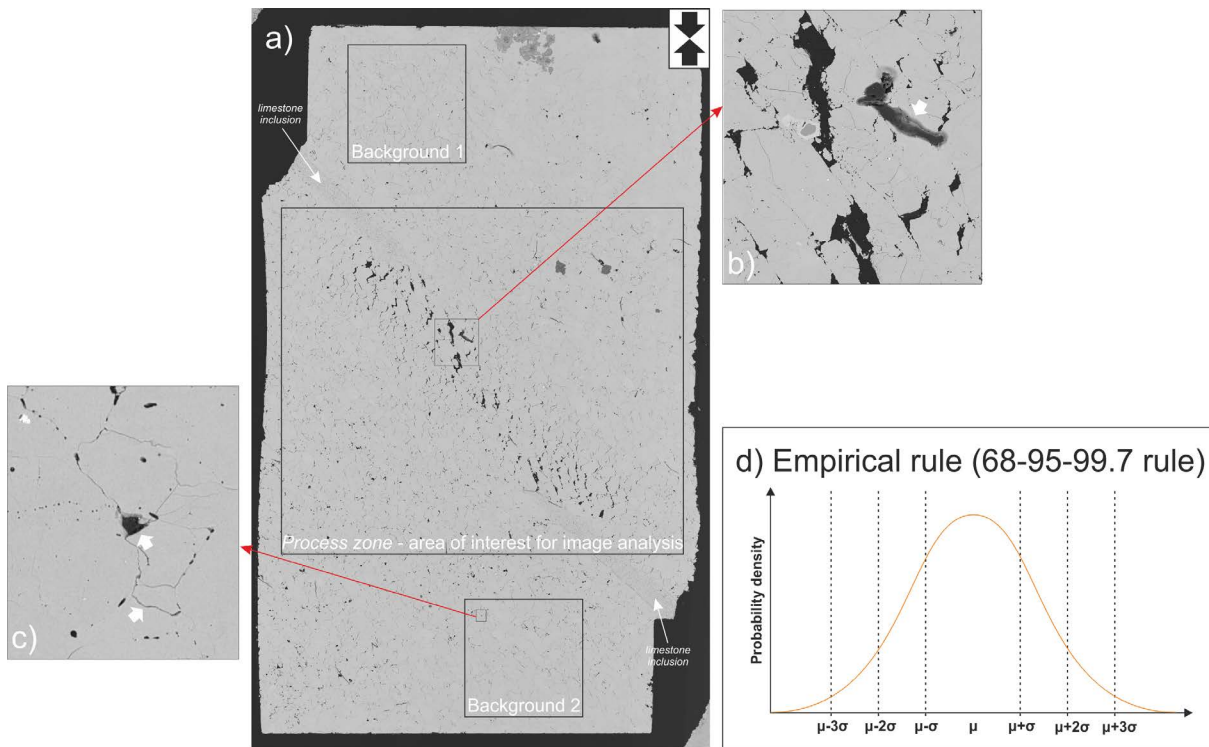 a)
limestone
inclusion
Background 1
b)
Process zone - area of interest for image analysis
c)
limestone
inclusion
Background 2
d) Empirical rule (68-95-99.7 rule)
Probability density
μ-3σ
μ-2σ
μ-σ
μ
μ+σ
μ+2σ
μ+3σ